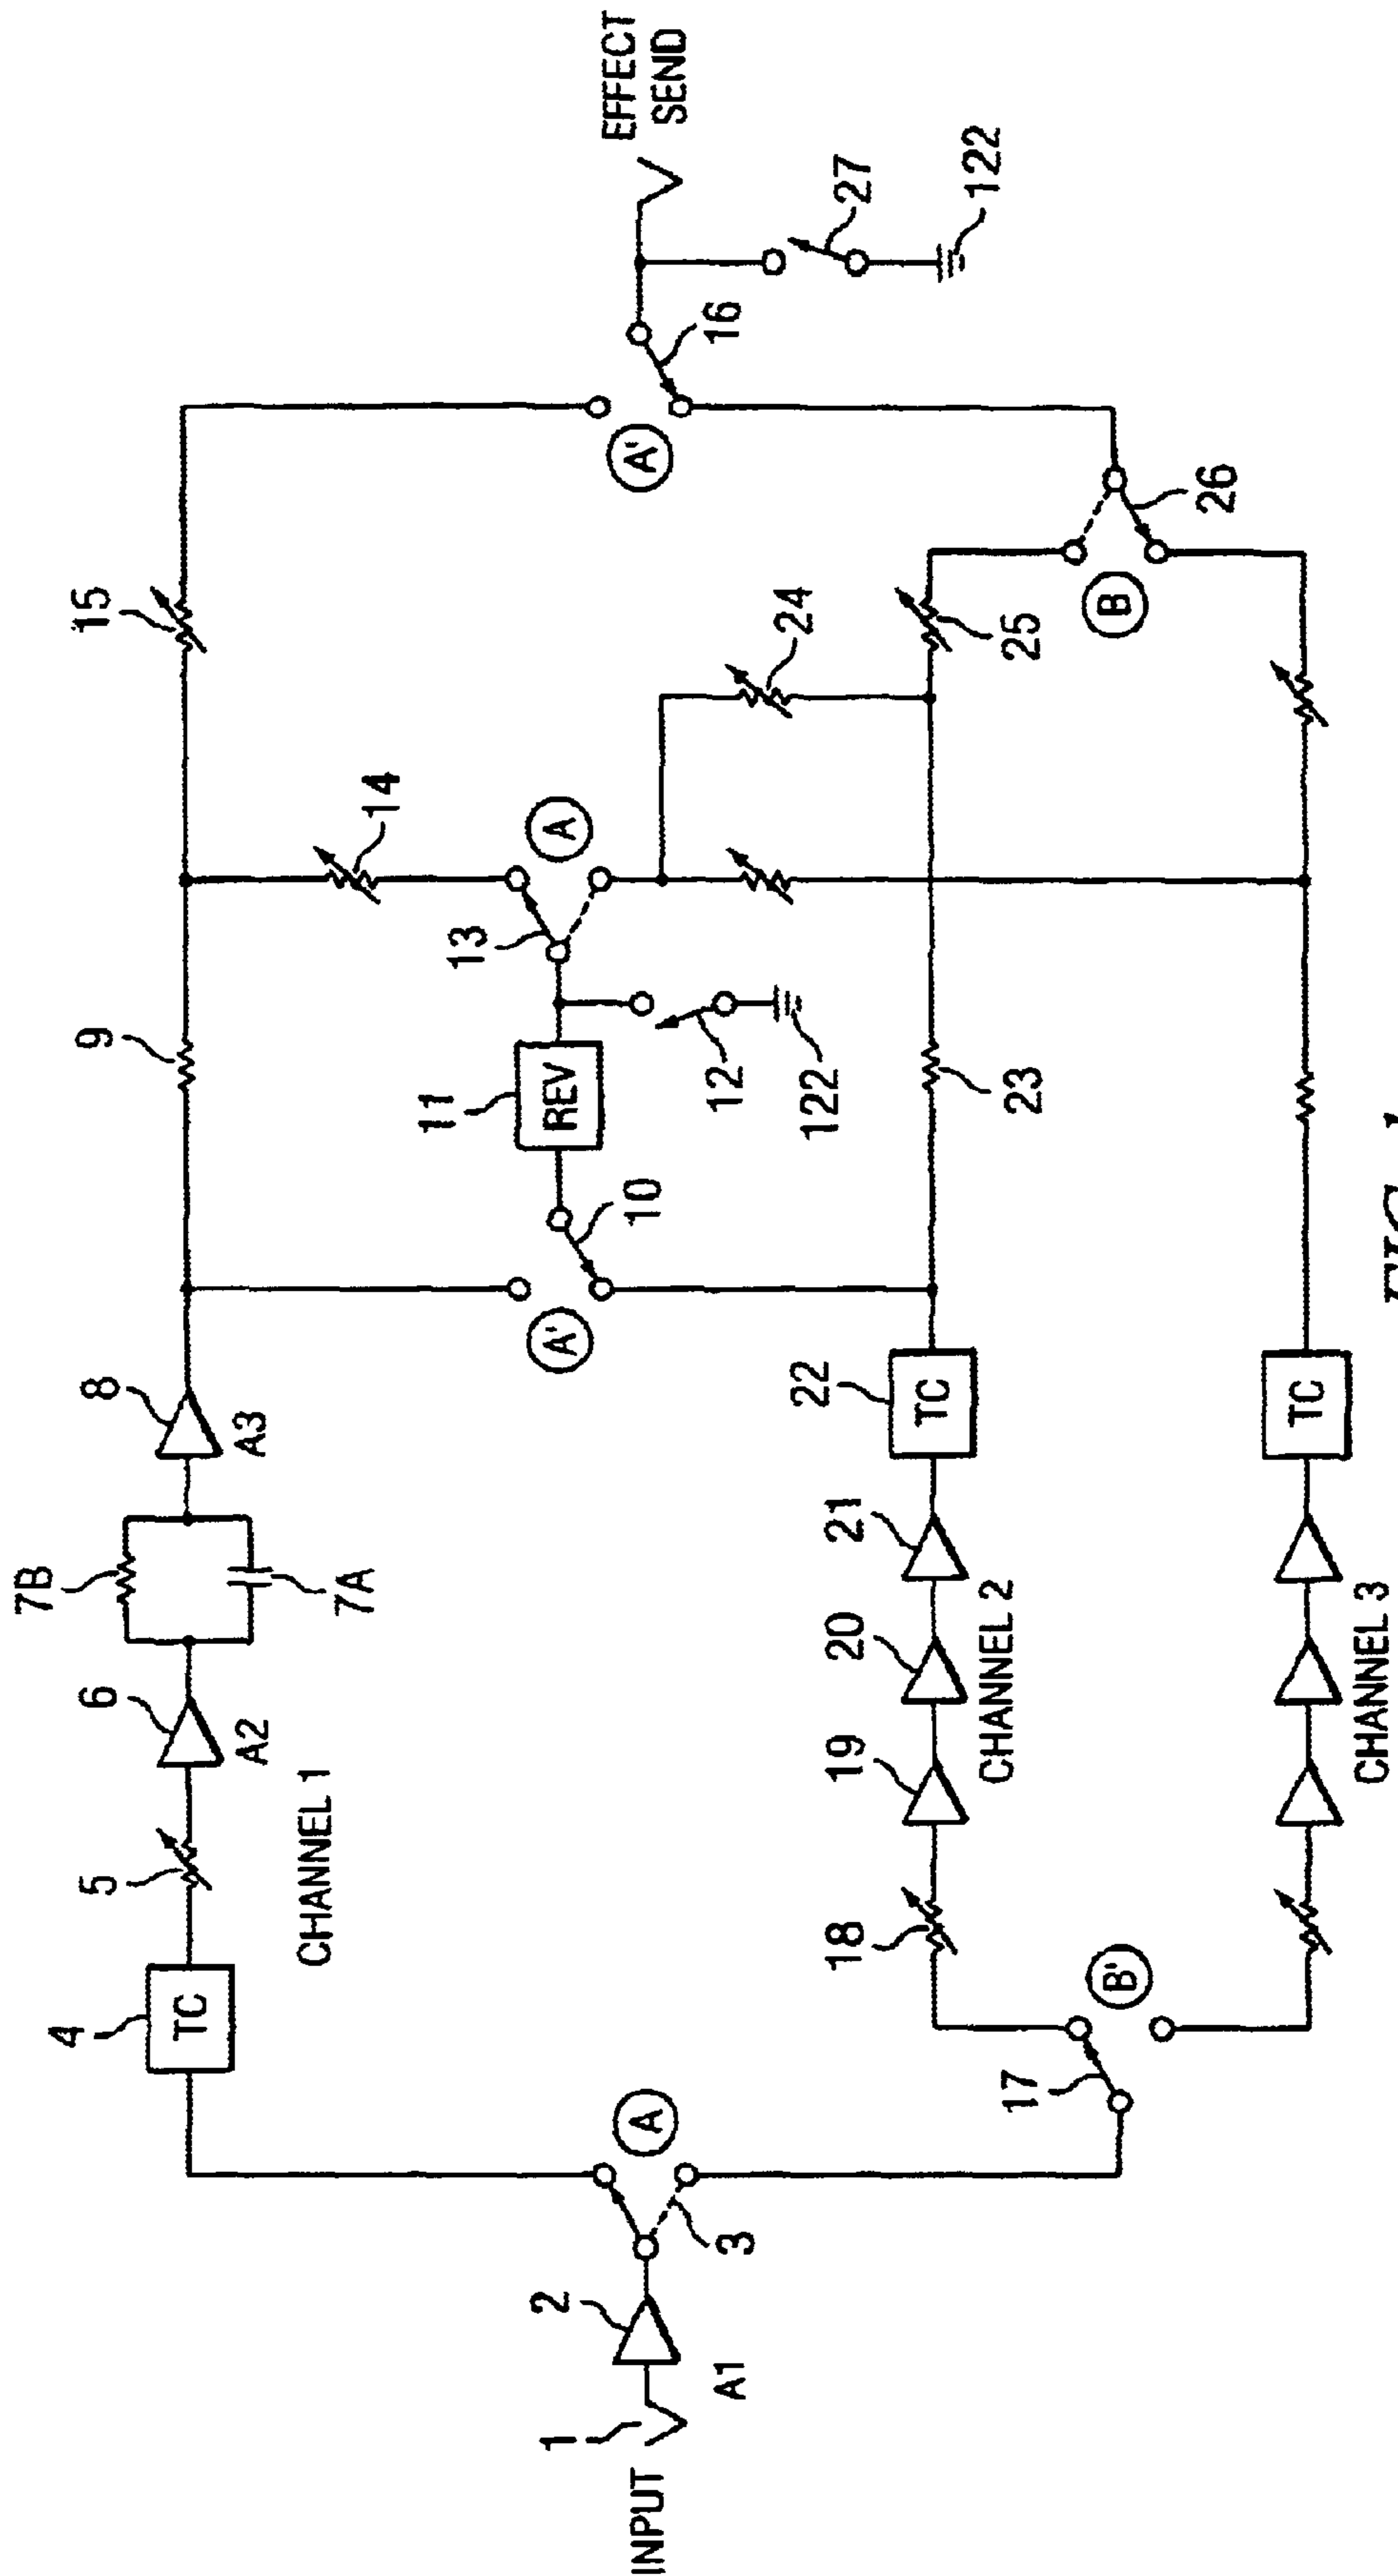 INPUT
1
2
A1
3
A
4
TC
5
CHANNEL 1
6
A2
7B
7A
8
A3
9
A'
10
11
REV
12
122
13
A
14
15
A'
16
EFFECT
SEND
27
122
17
B'
18
19
20
21
CHANNEL 2
22
TC
23
24
25
B
26
CHANNEL 3
TC